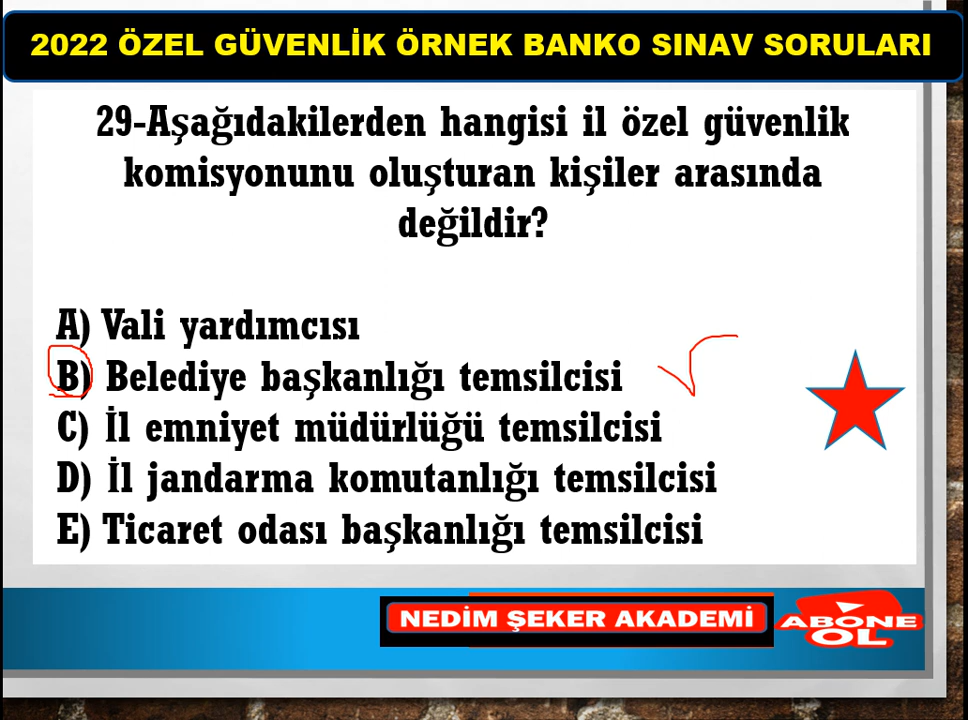 2022 ÖZEL GÜVENLİK ÖRNEK BANKO SINAV SORULARI
29-Aşağıdakilerden hangisi il özel güvenlik
komisyonunu oluşturan kişiler arasında
değildir?
A) Vali yardımcısı
B) Belediye başkanlığı temsilcisi
C) İl emniyet müdürlüğü temsilcisi
D) İl jandarma komutanlığı temsilcisi
E) Ticaret odası başkanlığı temsilcisi
NEDİM ŞEKER AKADEMİ
ABONE
OL